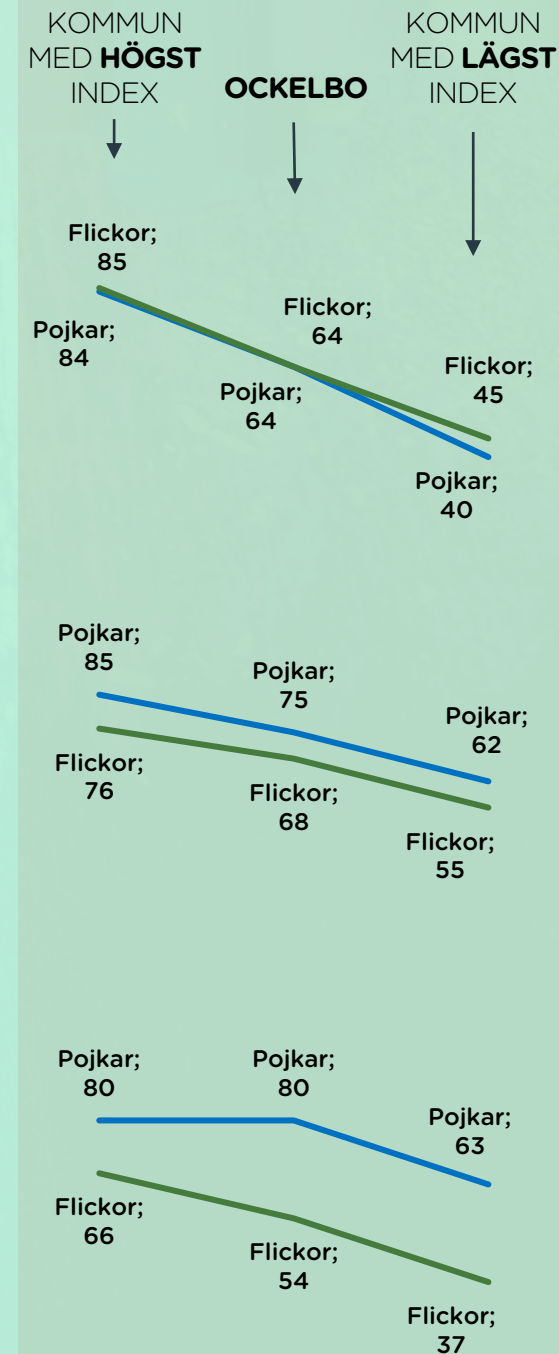 KOMMUN
MED HÖGST
INDEX
OCKELBO
KOMMUN
MED LÄGST
INDEX
Flickor;
85
Pojkar;
84
Flickor;
64
Pojkar;
64
Flickor;
45
Pojkar;
40
Pojkar;
85
Flickor;
76
Pojkar;
75
Flickor;
68
Pojkar;
62
Flickor;
55
Pojkar;
80
Flickor;
66
Pojkar;
80
Flickor;
54
Pojkar;
63
Flickor;
37